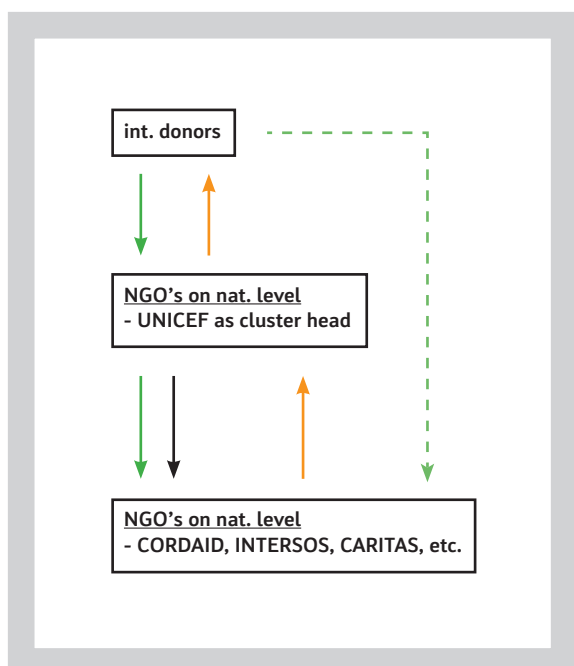 int. donors
NGO's on nat. level
- UNICEF as cluster head
NGO's on nat. level
- CORDAID, INTERSOS, CARITAS, etc.